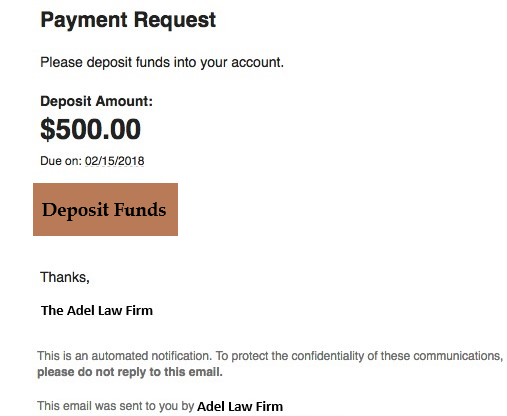 Payment Request
Please deposit funds into your account.
Deposit Amount:
$500.00
Due on: 02/15/2018
Deposit Funds
Thanks,
The Adel Law Firm
This is an automated notification. To protect the confidentiality of these communications,
please do not reply to this email.
This email was sent to you by Adel Law Firm